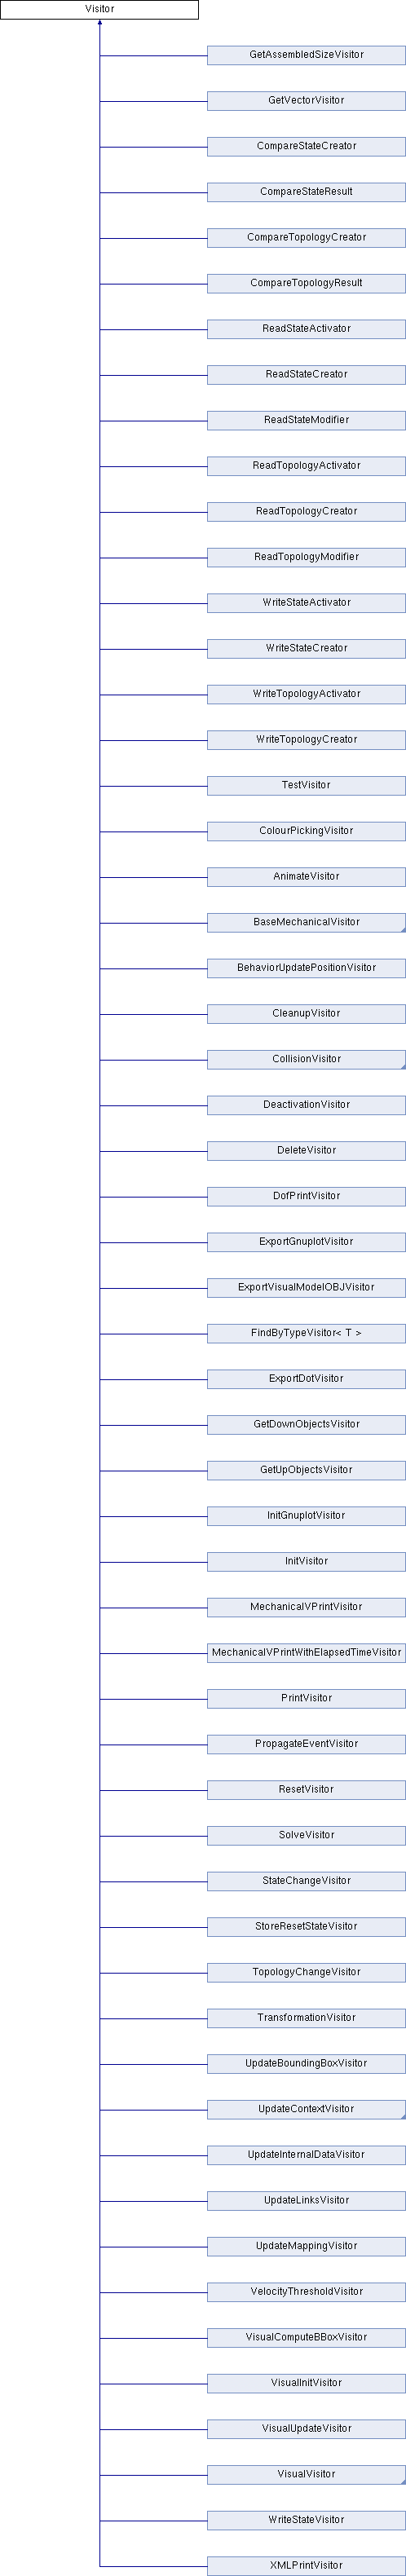 Visitor
GetAssembledSizeVisitor
GetVectorVisitor
CompareStateCreator
CompareStateResult
CompareTopologyCreator
CompareTopologyResult
ReadStateActivator
ReadStateCreator
ReadStateModifier
ReadTopologyActivator
ReadTopologyCreator
ReadTopologyModifier
WriteStateActivator
WriteStateCreator
WriteTopologyActivator
WriteTopologyCreator
TestVisitor
ColourPickingVisitor
AnimateVisitor
BaseMechanicalVisitor
BehaviorUpdatePositionVisitor
CleanupVisitor
CollisionVisitor
DeactivationVisitor
DeleteVisitor
DofPrintVisitor
ExportGnuplotVisitor
ExportVisualModelOBJVisitor
FindByTypeVisitor< T >
ExportDotVisitor
GetDownObjectsVisitor
GetUpObjectsVisitor
InitGnuplotVisitor
InitVisitor
MechanicalVPrintVisitor
MechanicalVPrintWithElapsedTimeVisitor
PrintVisitor
PropagateEventVisitor
ResetVisitor
SolveVisitor
StateChangeVisitor
StoreResetStateVisitor
TopologyChangeVisitor
TransformationVisitor
UpdateBoundingBoxVisitor
UpdateContextVisitor
UpdateInternalDataVisitor
UpdateLinksVisitor
UpdateMappingVisitor
VelocityThresholdVisitor
VisualComputeBBoxVisitor
VisualInitVisitor
VisualUpdateVisitor
VisualVisitor
WriteStateVisitor
XMLPrintVisitor